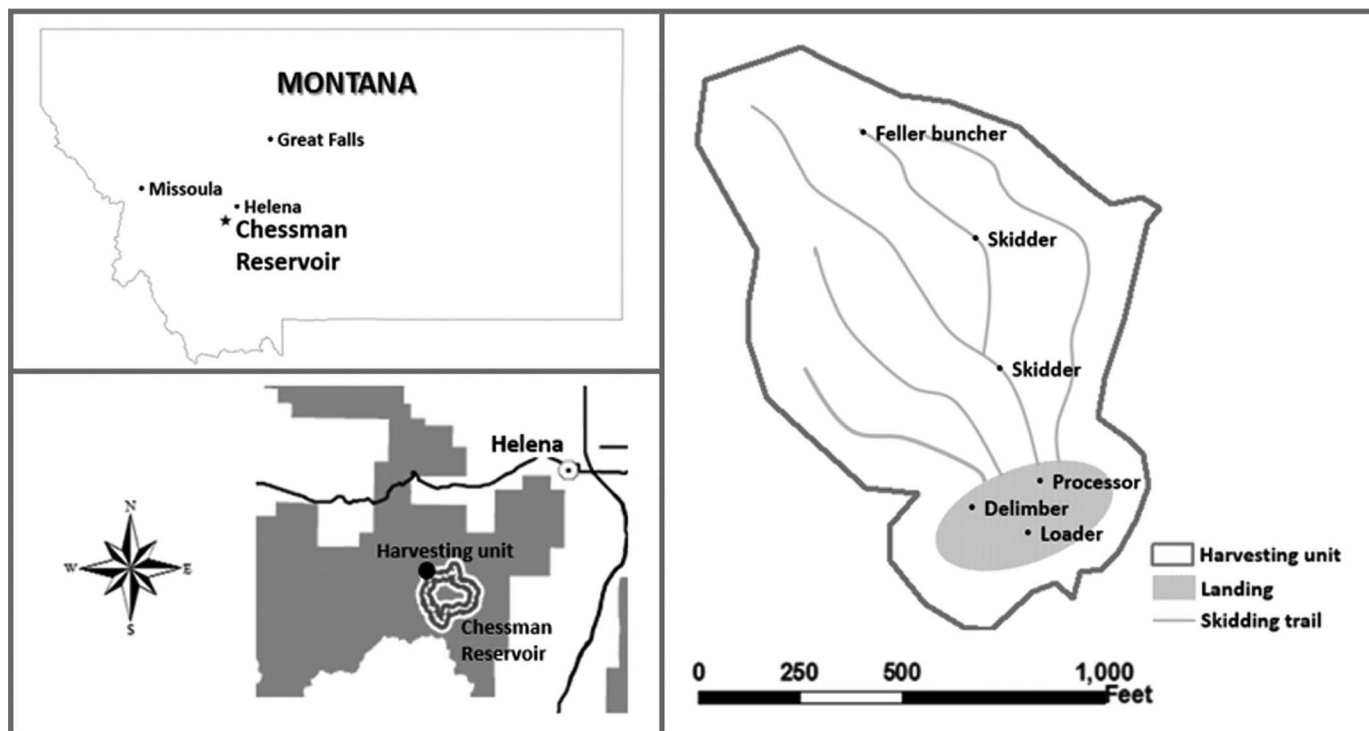 MONTANA
Great Falls
Missoula
Helena
Chessman
Reservoir
N
W
E
S
Helena
Harvesting unit
Chessman
Reservoir
Feller buncher
Skidder
Skidder
Processor
Delimber
Loader
Harvesting unit
Landing
Skidding trail
0 250 500 1,000
Feet